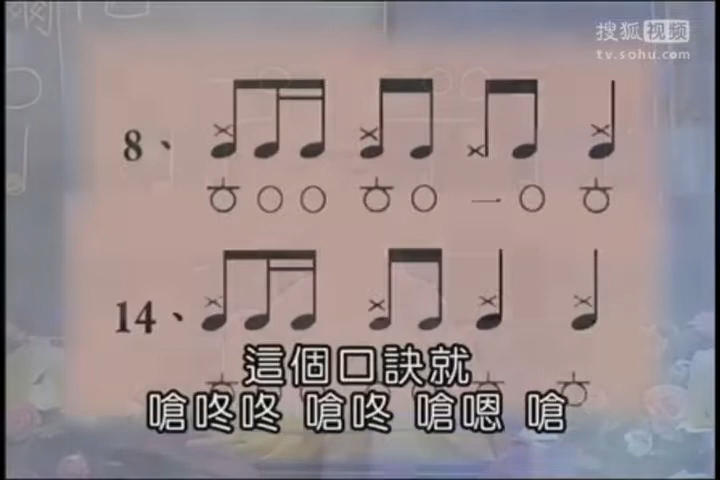 搜狐视频
tv.sohu.com
8、
14、
這個口訣就
嗆咚咚 嗆咚 嗆嗯 嗆